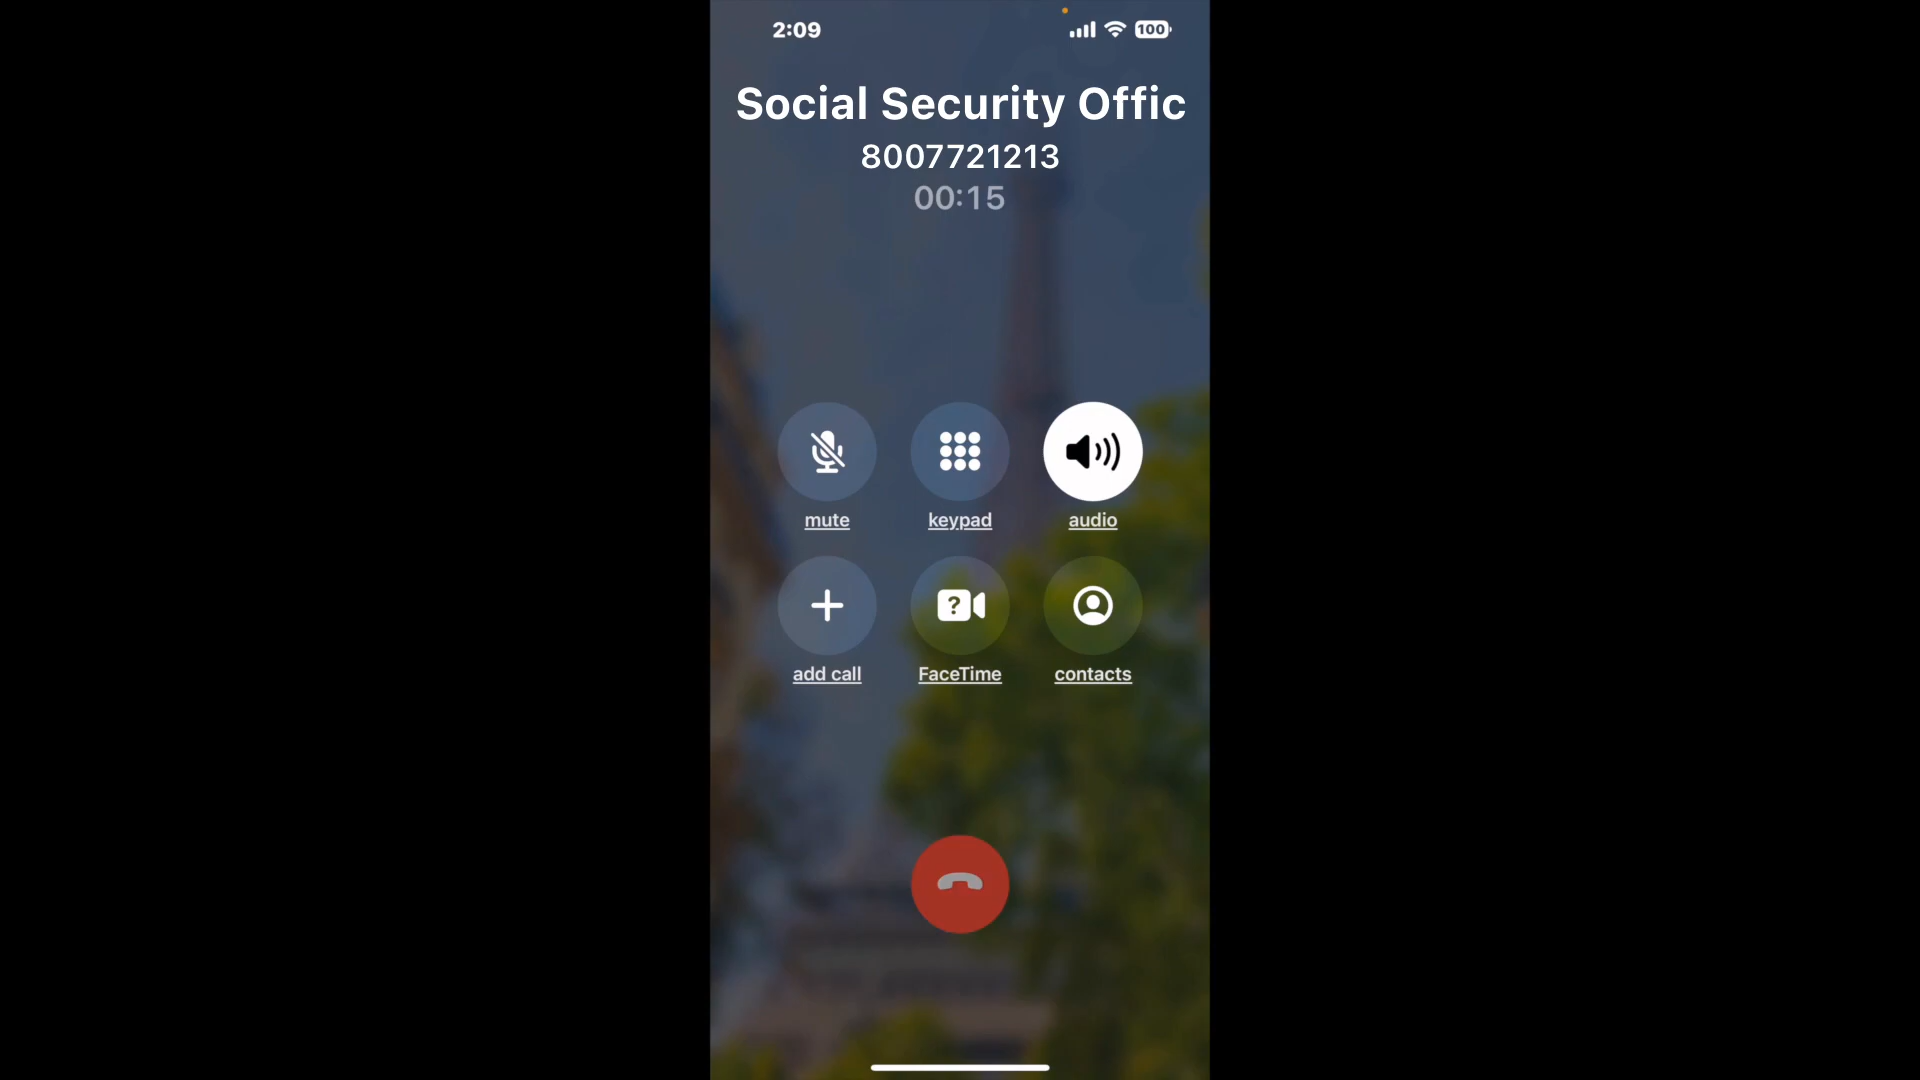 2:09
100
Social Security Offic
8007721213
00:15
mute
keypad
audio
?
add call
FaceTime
contacts